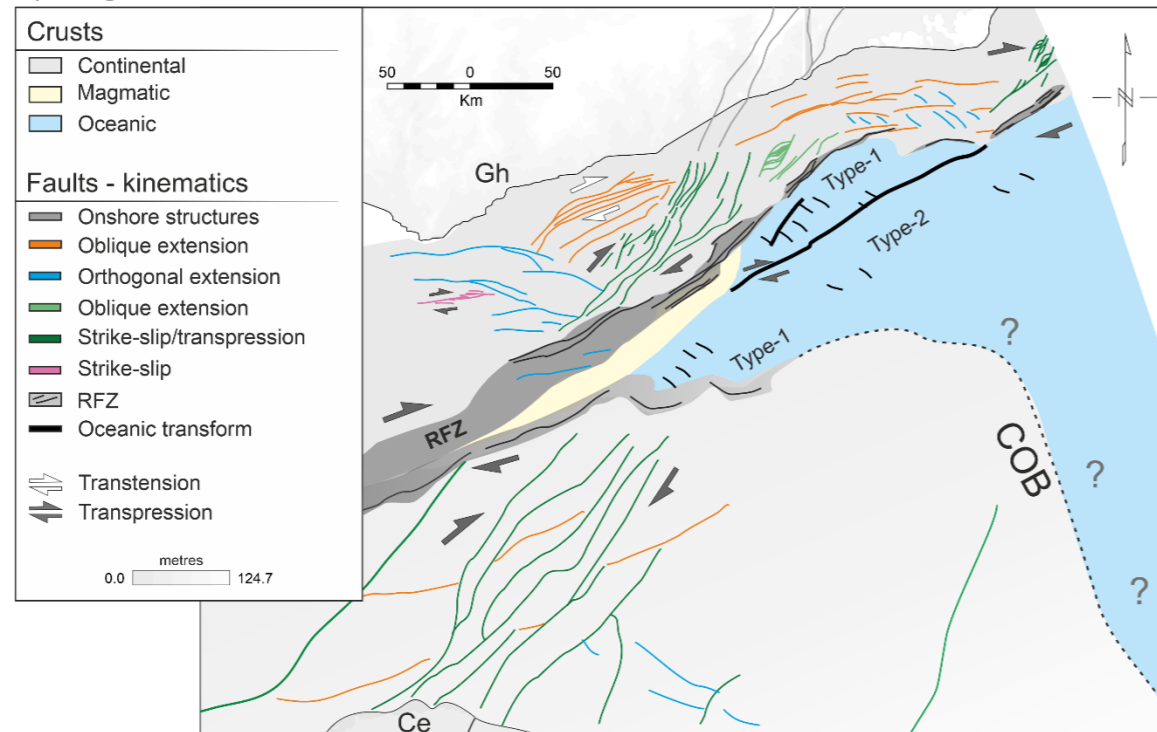 Crusts
Continental
Magmatic
Oceanic
Faults - kinematics
Onshore structures
Oblique extension
Orthogonal extension
Oblique extension
Strike-slip/transpression
Strike-slip
RFZ
Oceanic transform
Transtension
Transpression
metres
0.0 124.7
50 0 50
Km
N
Gh
Type-1
Type-2
Type-1
RFZ
?
COB
?
?
Ce